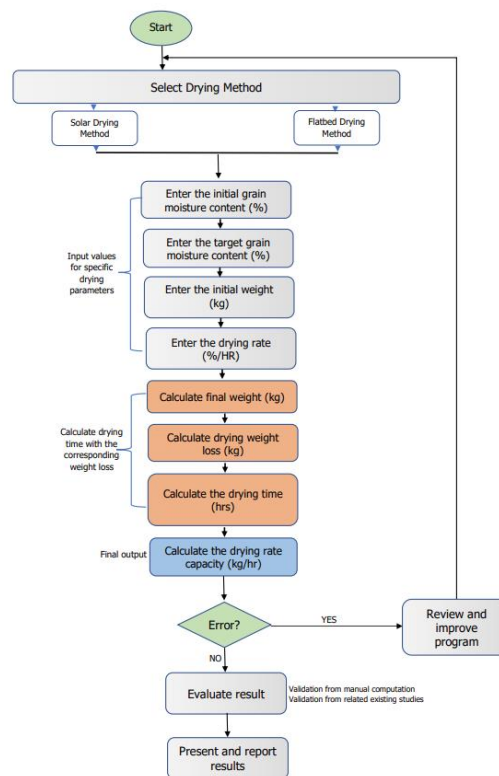 Start
Select Drying Method
Solar Drying
Method
Flatbed Drying
Method
Enter the initial grain
moisture content (%)
Enter the target grain
moisture content (%)
Input values
for specific
drying
parameters
Enter the initial weight
(kg)
Enter the drying rate
(%/HR)
Calculate final weight (kg)
Calculate drying weight
loss (kg)
Calculate drying
time with the
corresponding
weight loss
Calculate the drying time
(hrs)
Final output
Calculate the drying rate
capacity (kg/hr)
Error?
YES
Review and
improve
program
NO
Evaluate result
Validation from manual computation
Validation from related existing studies
Present and report
results